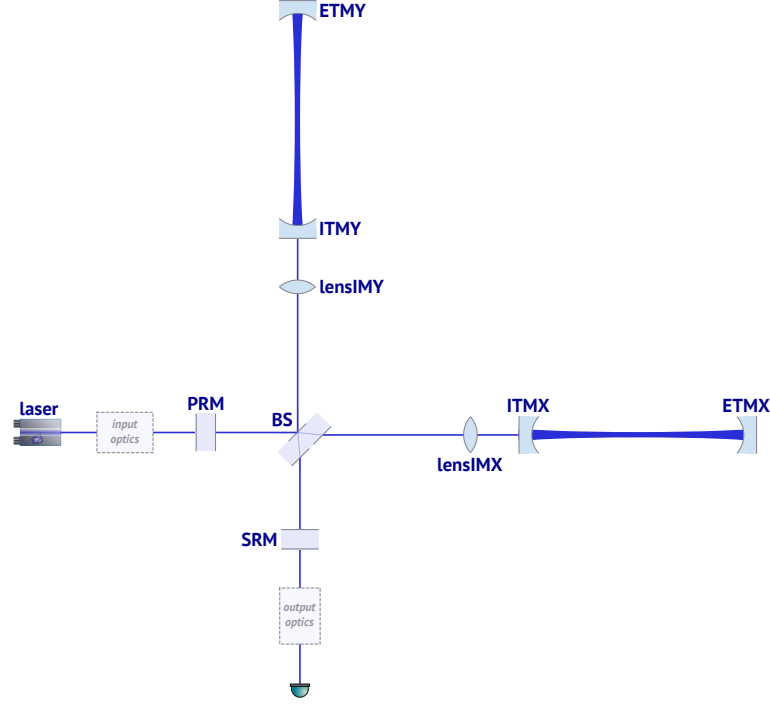 ETMY
ITMY
lensIMY
laser
input
optics
PRM
BS
ITMX
ETMX
lensIMX
SRM
output
optics